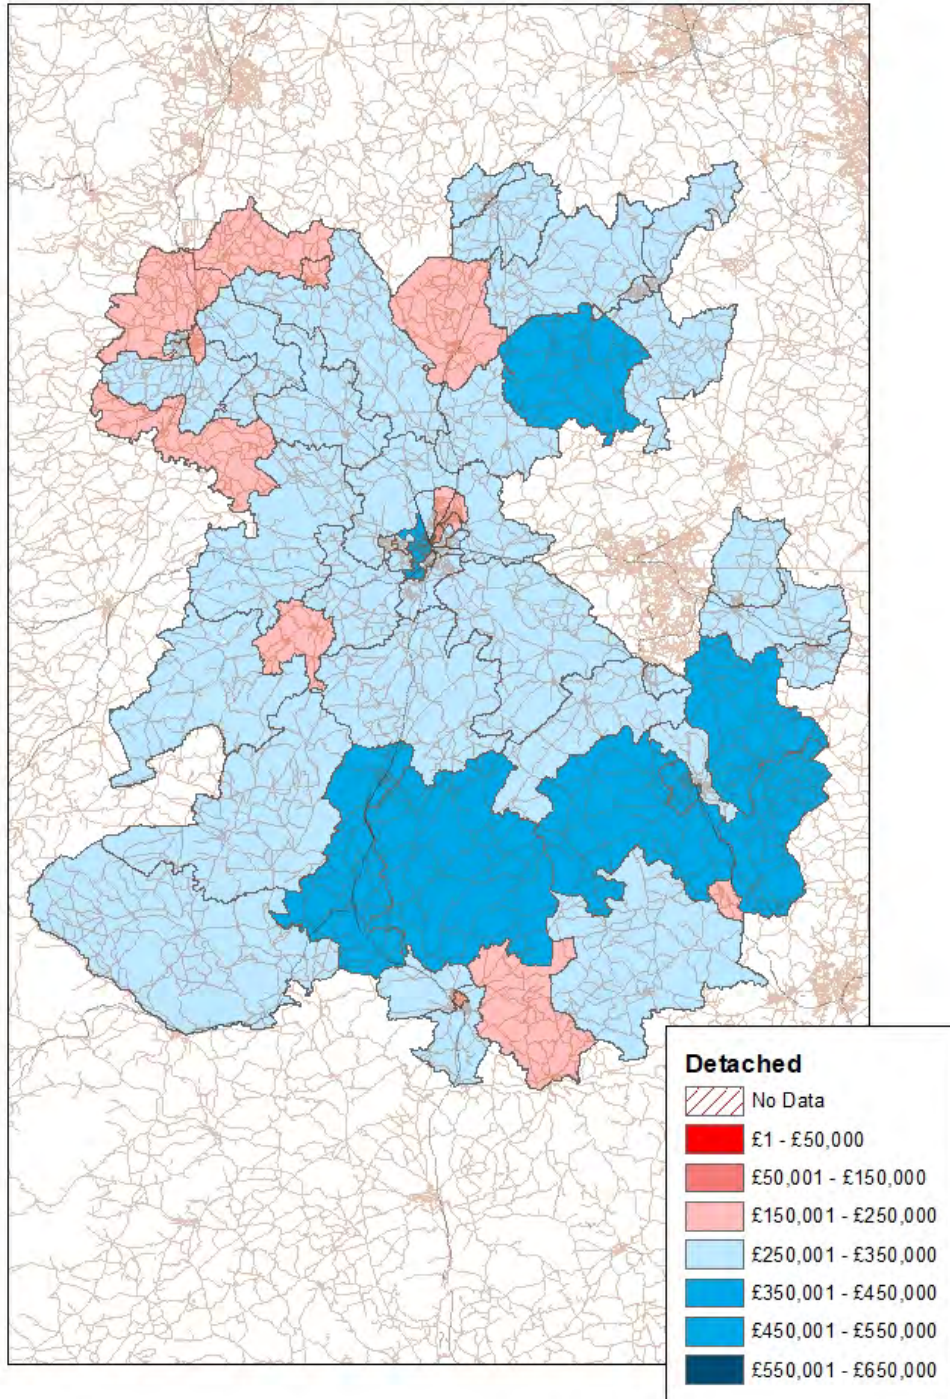 Detached
No Data
£1 - £50,000
£50,001 - £150,000
£150,001 - £250,000
£250,001 - £350,000
£350,001 - £450,000
£450,001 - £550,000
£550,001 - £650,000